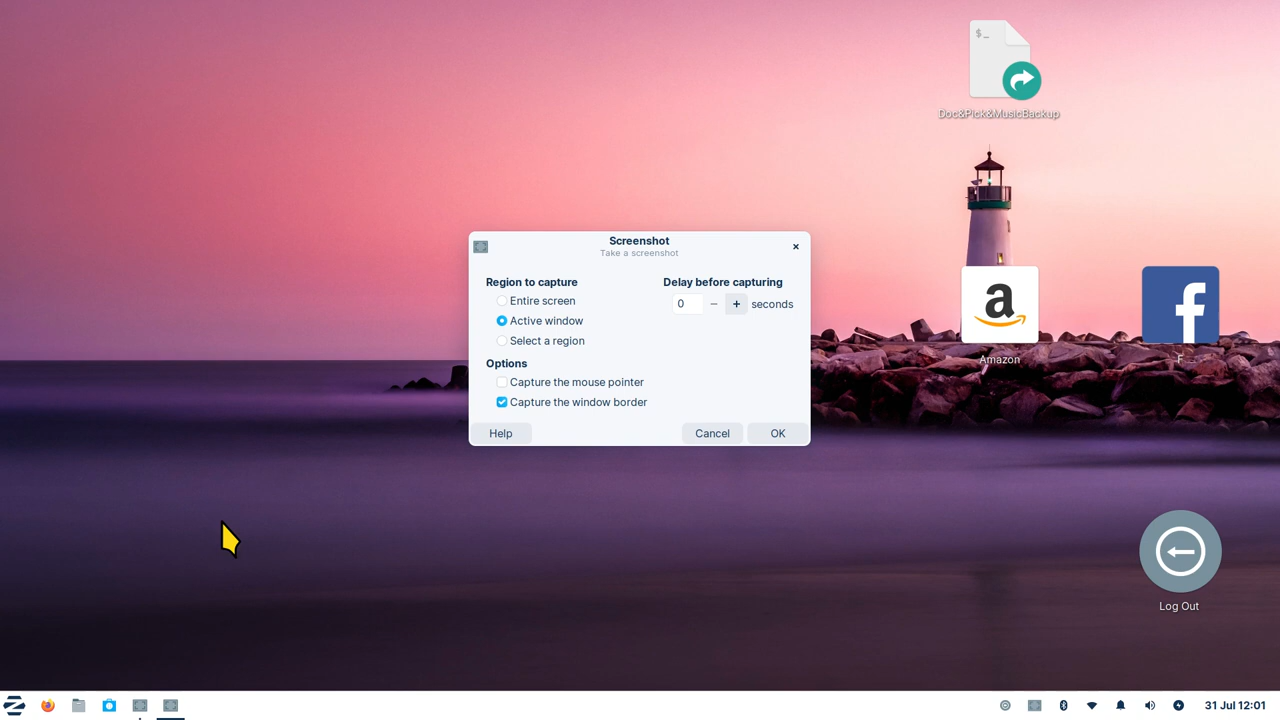 $_
Doc&Pick&MusicBackup
Screenshot
Take a screenshot
Region to capture
Entire screen
Active window
Select a region
Delay before capturing
0 − + seconds
Options
Capture the mouse pointer
Capture the window border
Help
Cancel
OK
a
Amazon
f
F
Log Out
31 Jul 12:01